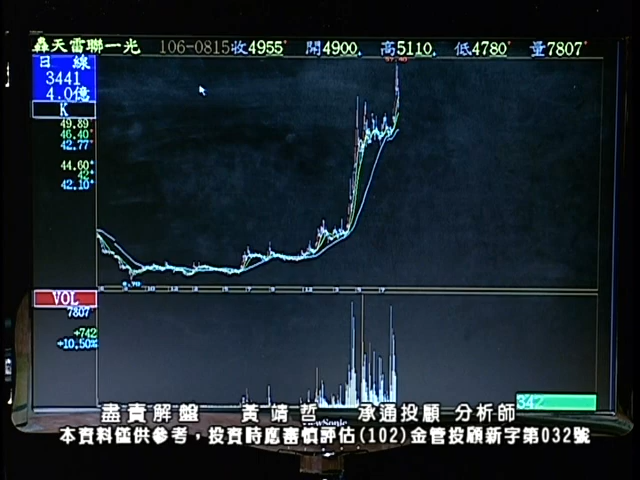 轟天雷聯一光 106-0815收4955 開4900 高5110 低4780 量7807
日 線
3441
4.0億
K
49.89
46.40
42.77
44.60
42
42.10
VOL
7807
+742
+10.50%
342
盡責解盤 黃靖哲 承通投顧 分析師
ViewSonic
本資料僅供參考，投資時應審慎評估(102)金管投顧新字第032號